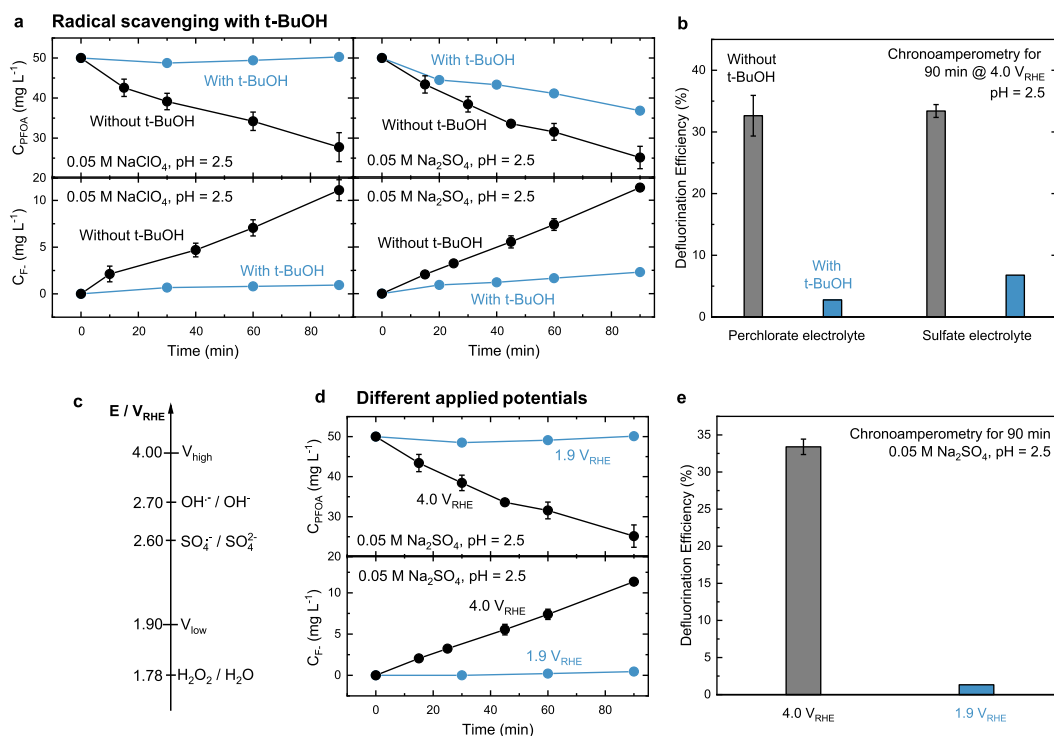 a Radical scavenging with t-BuOH
C_PFOA (mg L⁻¹)
50
40
30
20
With t-BuOH
Without t-BuOH
0.05 M NaClO₄, pH = 2.5
With t-BuOH
Without t-BuOH
0.05 M Na₂SO₄, pH = 2.5
C_F- (mg L⁻¹)
10
5
0
0.05 M NaClO₄, pH = 2.5
Without t-BuOH
With t-BuOH
0.05 M Na₂SO₄, pH = 2.5
Without t-BuOH
With t-BuOH
0 20 40 60 80
0 20 40 60 80
Time (min)
Time (min)
b
Defluorination Efficiency (%)
40
30
20
10
0
Without
t-BuOH
Chronoamperometry for
90 min @ 4.0 V_RHE
pH = 2.5
With
t-BuOH
Perchlorate electrolyte
Sulfate electrolyte
c
E / V_RHE
4.00 V_high
2.70 OH·⁻ / OH⁻
2.60 SO₄·⁻ / SO₄²⁻
1.90 V_low
1.78 H₂O₂ / H₂O
d Different applied potentials
C_PFOA (mg L⁻¹)
50
40
30
20
1.9 V_RHE
4.0 V_RHE
0.05 M Na₂SO₄, pH = 2.5
C_F- (mg L⁻¹)
10
5
0
0.05 M Na₂SO₄, pH = 2.5
4.0 V_RHE
1.9 V_RHE
0 20 40 60 80
Time (min)
e
Defluorination Efficiency (%)
35
30
25
20
25
10
5
0
Chronoamperometry for 90 min
0.05 M Na₂SO₄, pH = 2.5
4.0 V_RHE
1.9 V_RHE